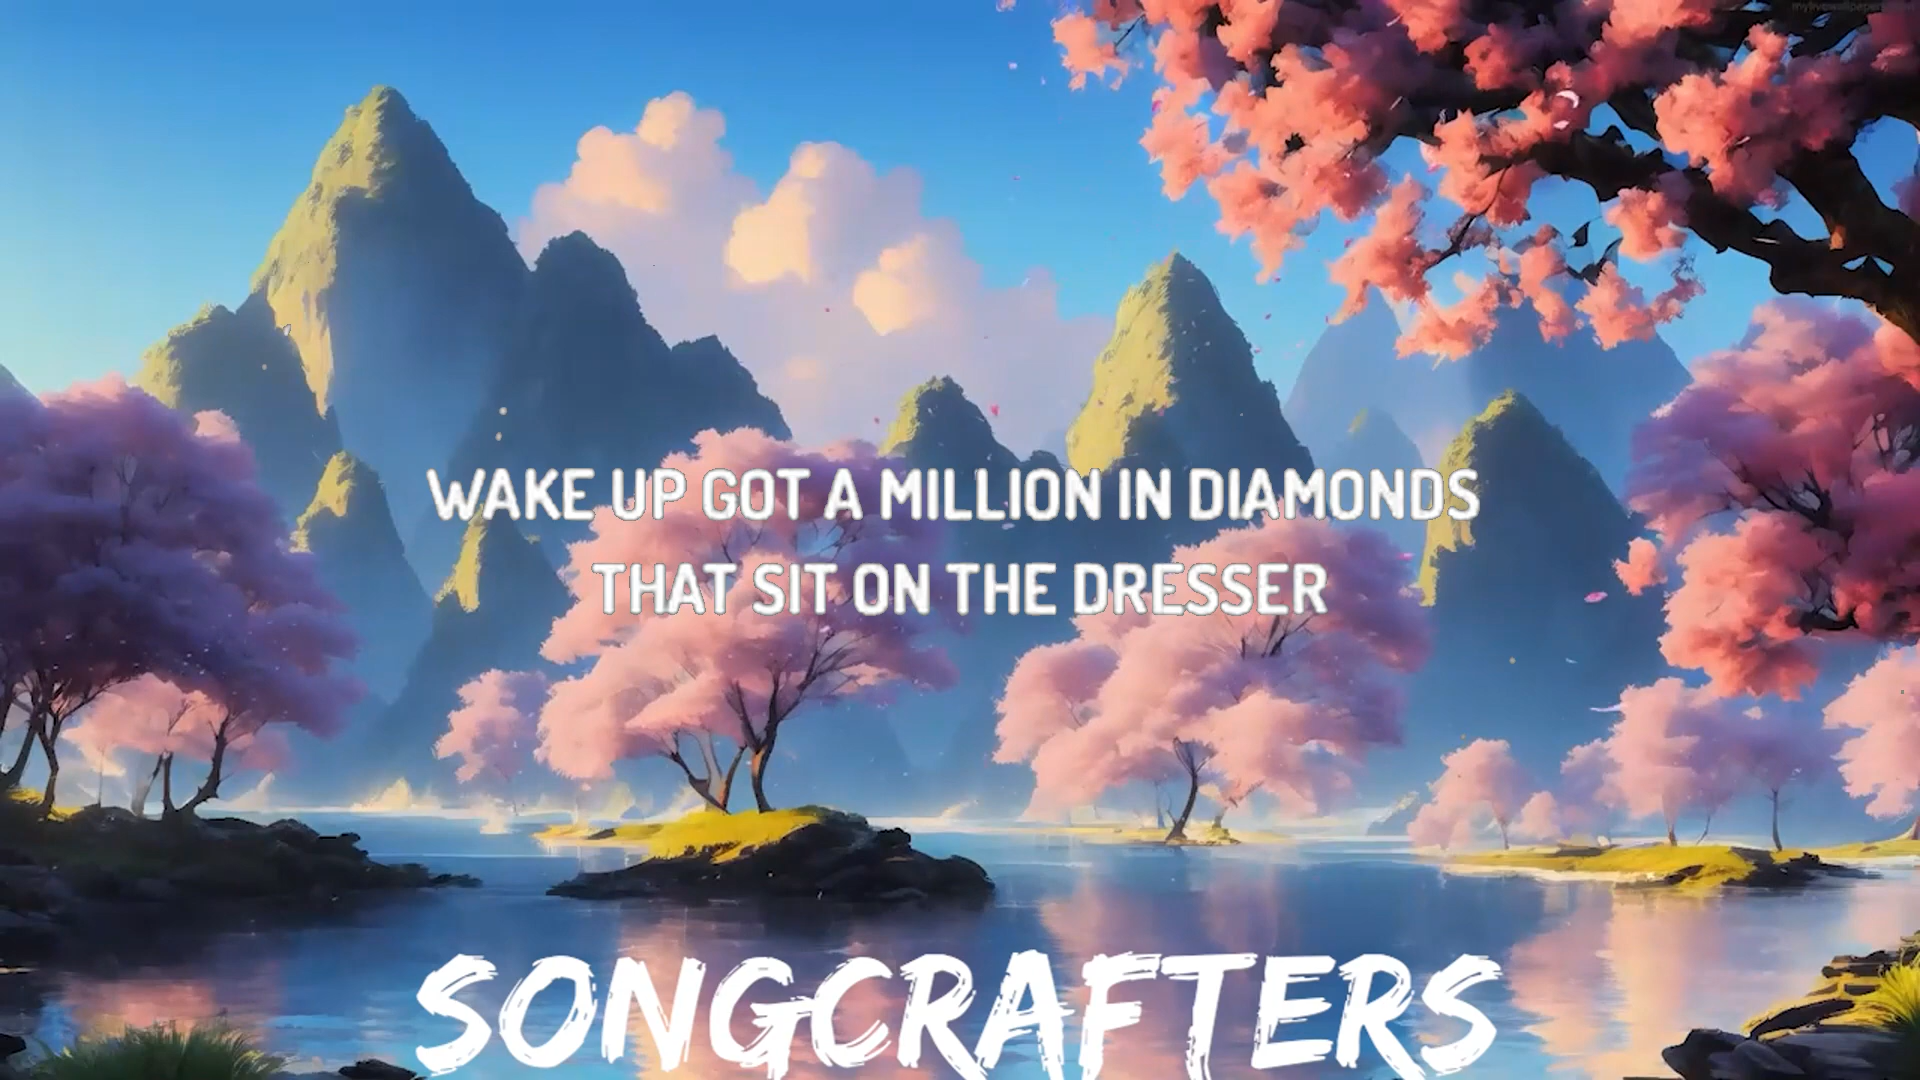 WAKE UP GOT A MILLION IN DIAMONDS
THAT SIT ON THE DRESSER
SONGCRAFTERS